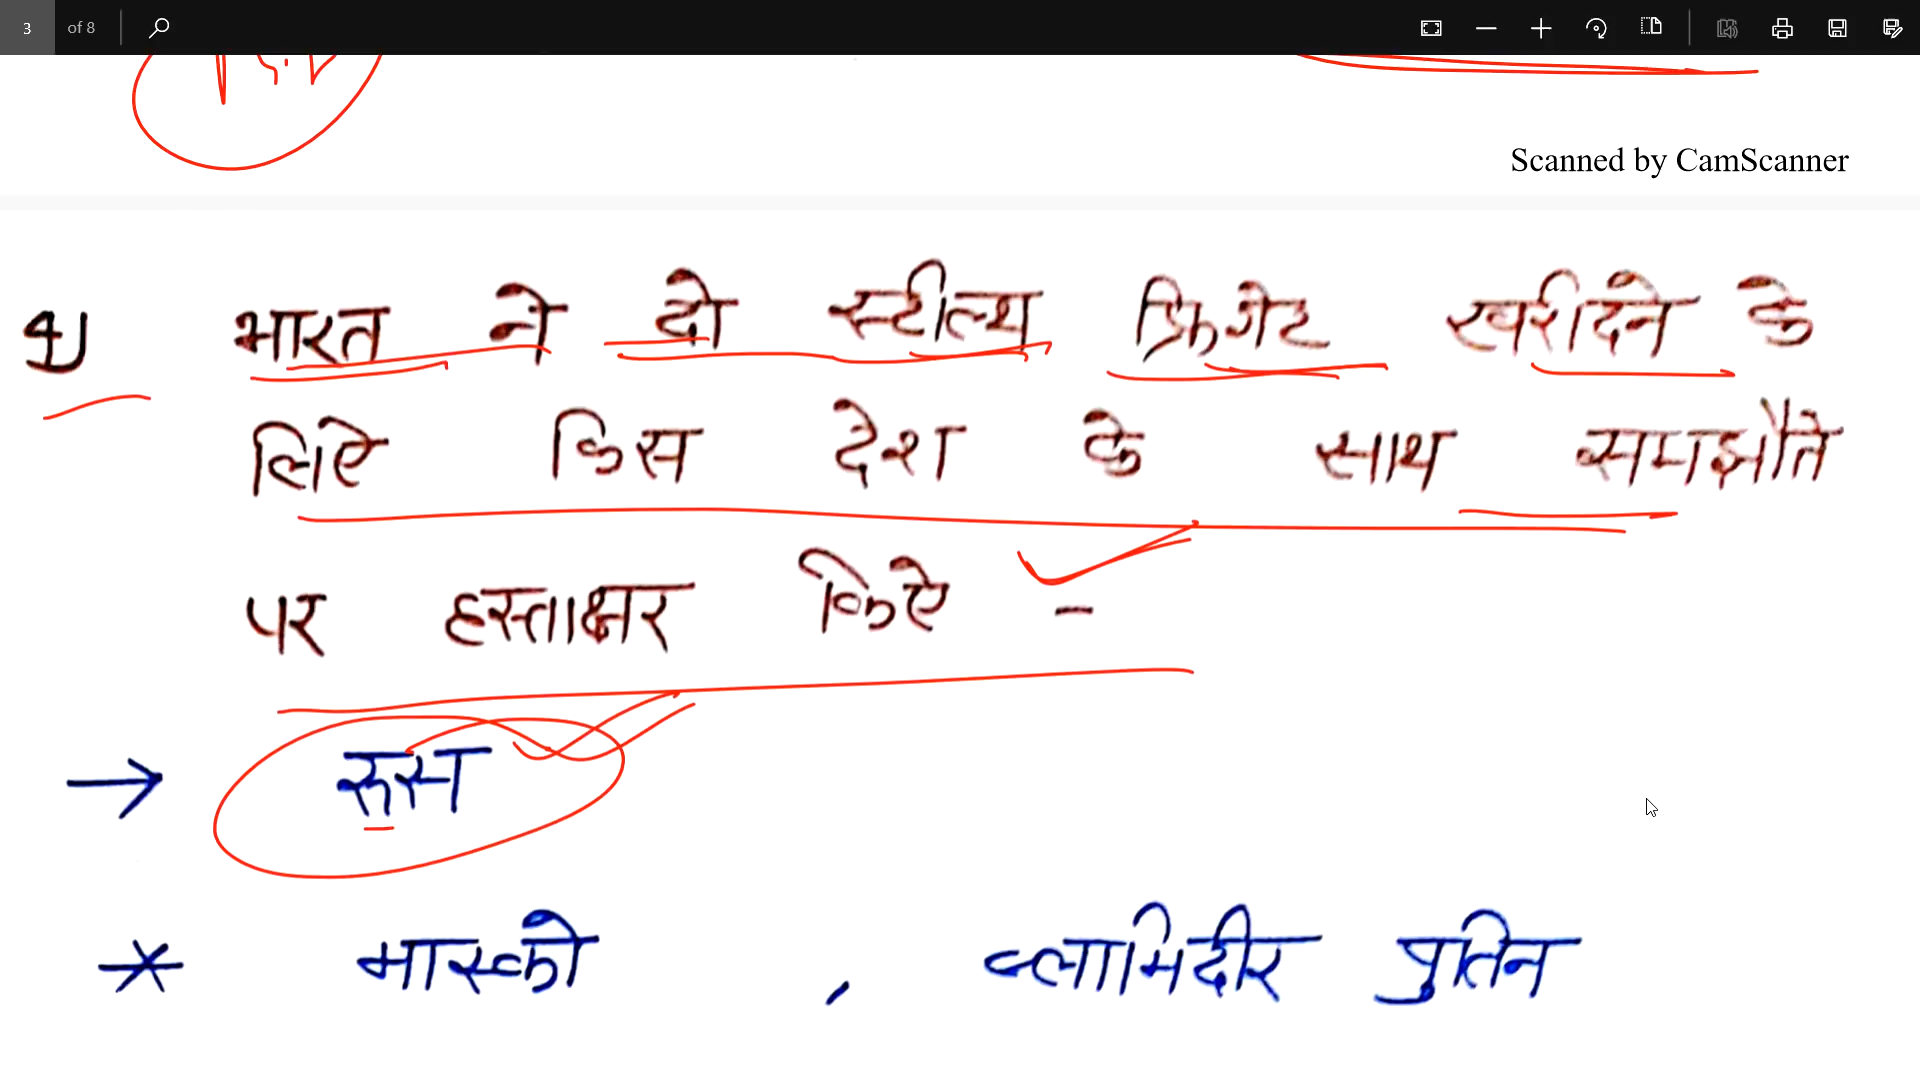 3 of 8
Scanned by CamScanner
4) भारत ने दो स्टील्थ फ्रिगेट खरीदने के
लिऐ किस देश के साथ समझौते
पर हस्ताक्षर किऐ -
→ रूस
* मास्को , व्लामिदीर पुतिन